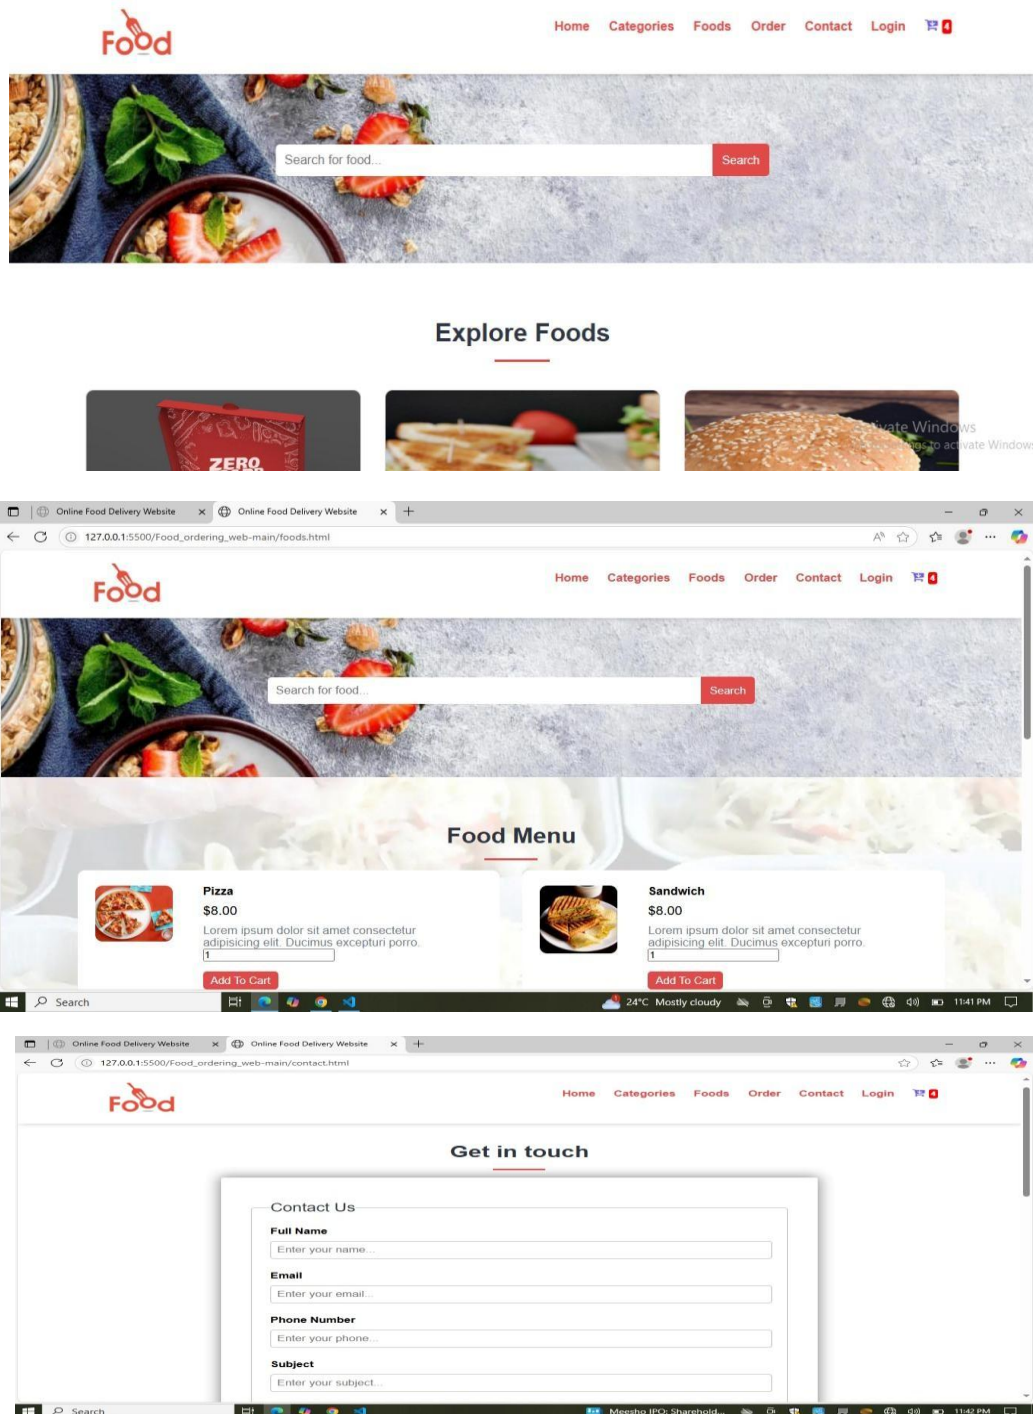 Food
Home Categories Foods Order Contact Login 4
Search for food... Search
Explore Foods
ZERO
Activate Windows
to activate Windows
Online Food Delivery Website Online Food Delivery Website
127.0.0.1:5500/Food_ordering_web-main/foods.html
Food
Home Categories Foods Order Contact Login 4
Search for food... Search
Food Menu
Pizza
$8.00
Lorem ipsum dolor sit amet consectetur
adipisicing elit. Ducimus excepturi porro.
1
Add To Cart
Sandwich
$8.00
Lorem ipsum dolor sit amet consectetur
adipisicing elit. Ducimus excepturi porro.
1
Add To Cart
Search 24°C Mostly cloudy 11:41 PM
Online Food Delivery Website Online Food Delivery Website
127.0.0.1:5500/Food_ordering_web-main/contact.html
Food
Home Categories Foods Order Contact Login 4
Get in touch
Contact Us
Full Name
Enter your name...
Email
Enter your email...
Phone Number
Enter your phone...
Subject
Enter your subject...
Search Meesho IPO: Sharehold... 11:42 PM